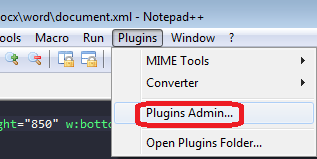 ocx\word\document.xml - Notepad++
Macro Run Plugins Window ?
MIME Tools
Converter
Plugins Admin...
ght="850" w:botto
Open Plugins Folder...